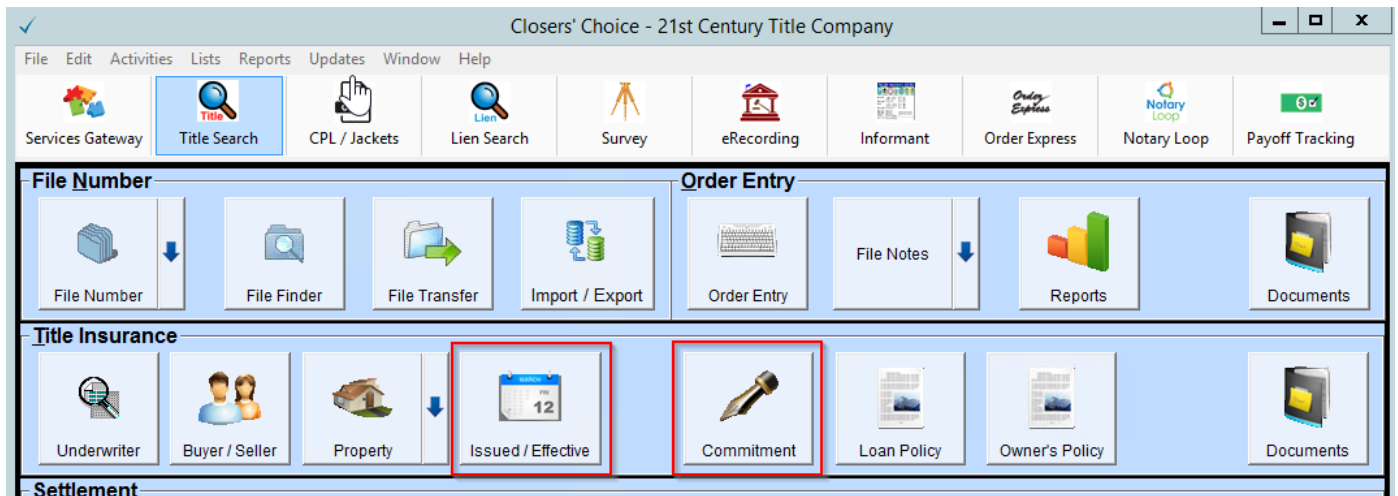 Closers' Choice - 21st Century Title Company
File Edit Activities Lists Reports Updates Window Help
Title
Lien
Order Express
Notary Loop
Services Gateway Title Search CPL / Jackets Lien Search Survey eRecording Informant Order Express Notary Loop Payoff Tracking
File Number Order Entry
File Notes
File Number File Finder File Transfer Import / Export Order Entry Reports Documents
Title Insurance
MARCH
FRI
12
Underwriter Buyer / Seller Property Issued / Effective Commitment Loan Policy Owner's Policy Documents
Settlement